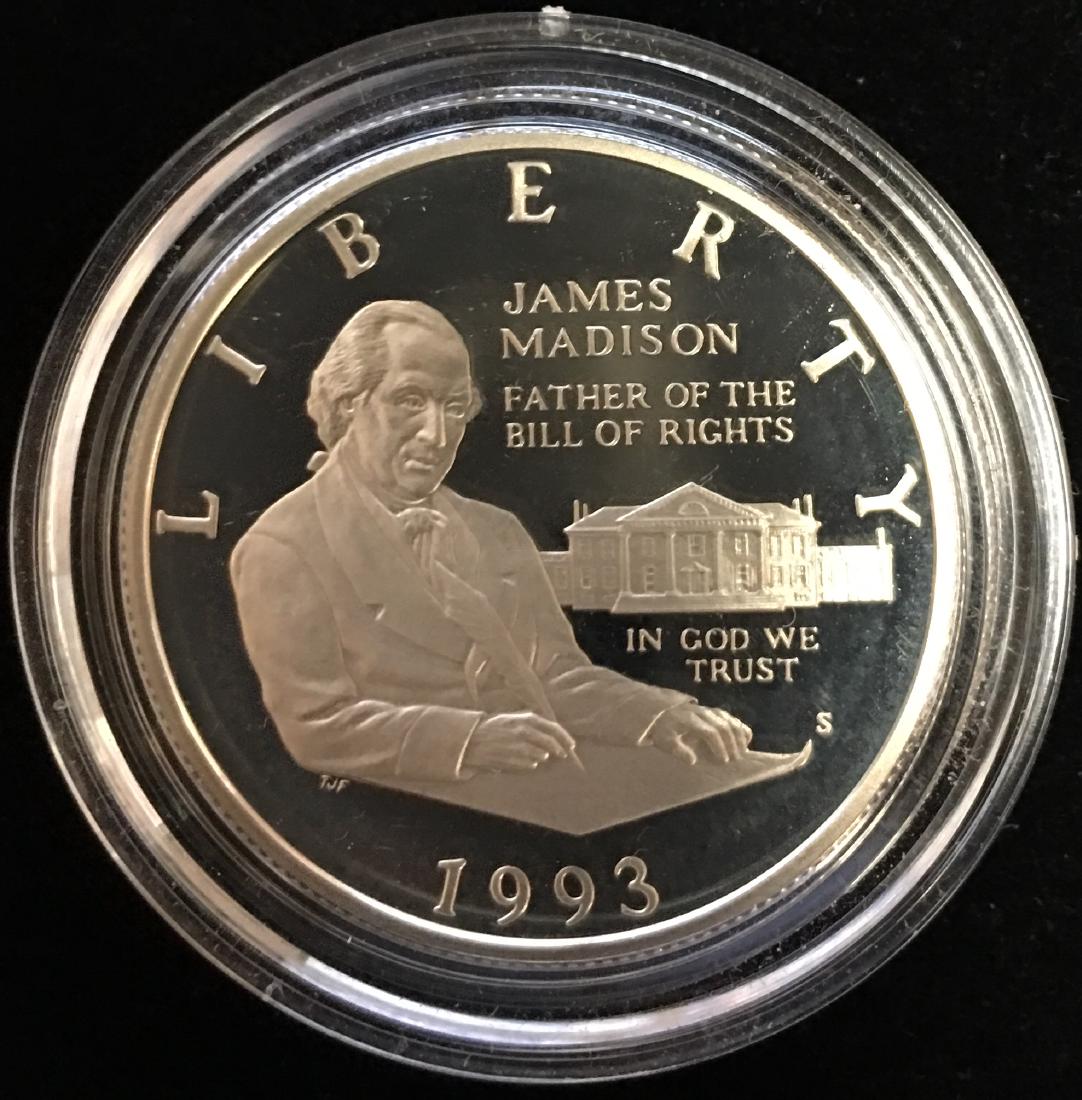 LIBERTY
JAMES
MADISON
FATHER OF THE
BILL OF RIGHTS
IN GOD WE
TRUST
S
TJF
1993